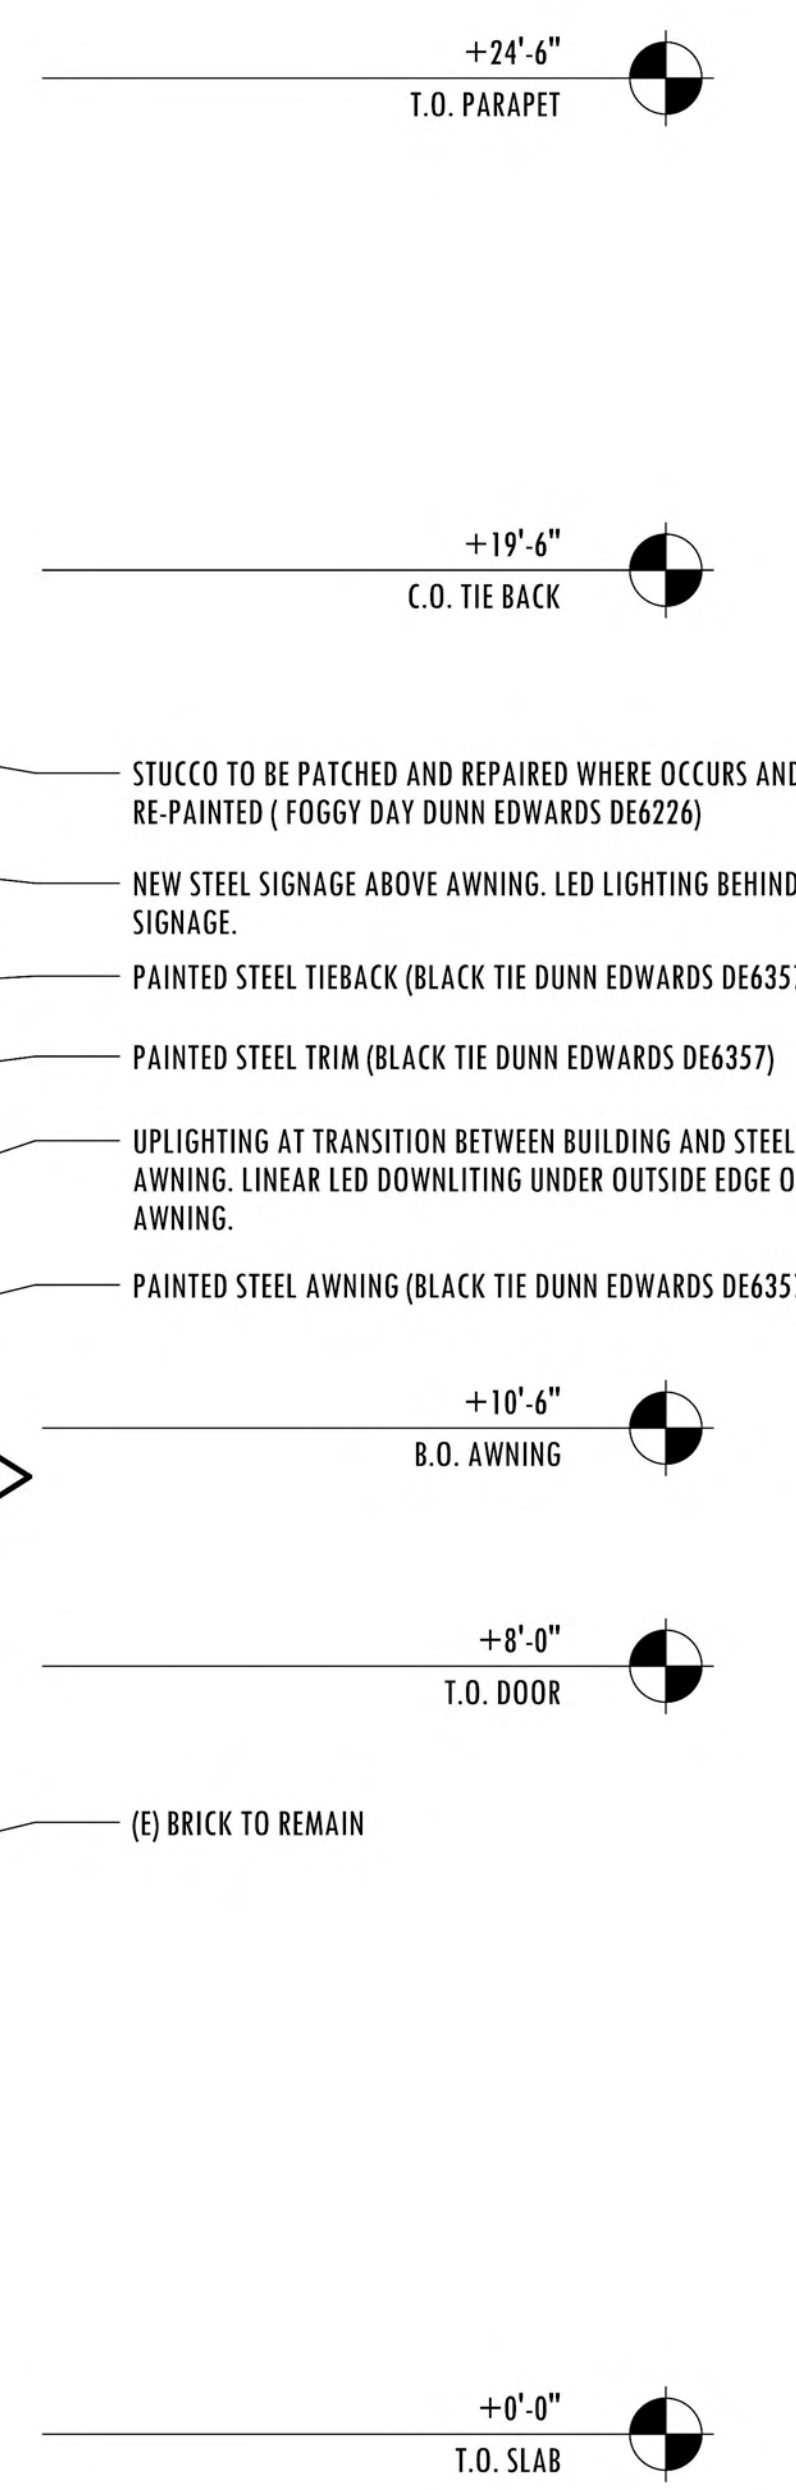 +24'-6"
T.O. PARAPET
+19'-6"
C.O. TIE BACK
STUCCO TO BE PATCHED AND REPAIRED WHERE OCCURS AND
RE-PAINTED ( FOGGY DAY DUNN EDWARDS DE6226)
NEW STEEL SIGNAGE ABOVE AWNING. LED LIGHTING BEHIND
SIGNAGE.
PAINTED STEEL TIEBACK (BLACK TIE DUNN EDWARDS DE6357
PAINTED STEEL TRIM (BLACK TIE DUNN EDWARDS DE6357)
UPLIGHTING AT TRANSITION BETWEEN BUILDING AND STEEL
AWNING. LINEAR LED DOWNLITING UNDER OUTSIDE EDGE O
AWNING.
PAINTED STEEL AWNING (BLACK TIE DUNN EDWARDS DE6357
+10'-6"
B.O. AWNING
+8'-0"
T.O. DOOR
(E) BRICK TO REMAIN
+0'-0"
T.O. SLAB